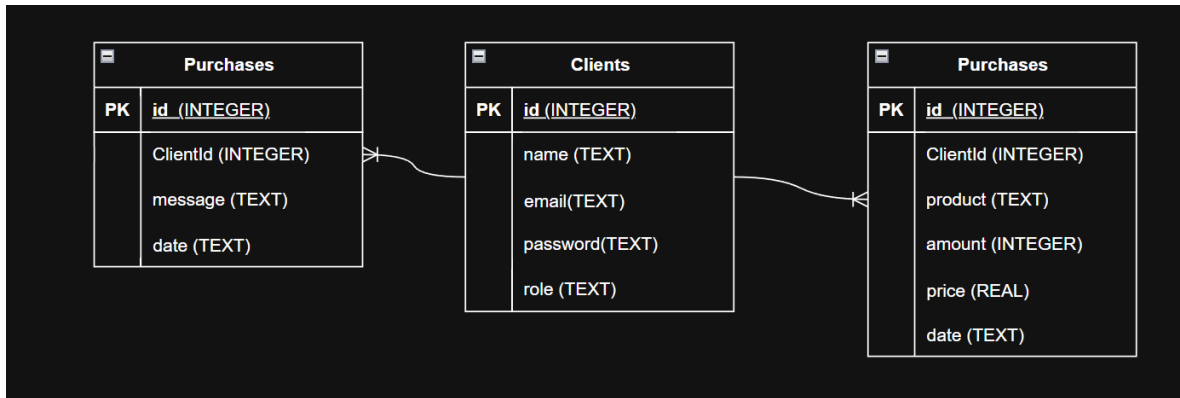 Purchases
PK id (INTEGER)
ClientId (INTEGER)
message (TEXT)
date (TEXT)
Clients
PK id (INTEGER)
name (TEXT)
email(TEXT)
password(TEXT)
role (TEXT)
Purchases
PK id (INTEGER)
ClientId (INTEGER)
product (TEXT)
amount (INTEGER)
price (REAL)
date (TEXT)